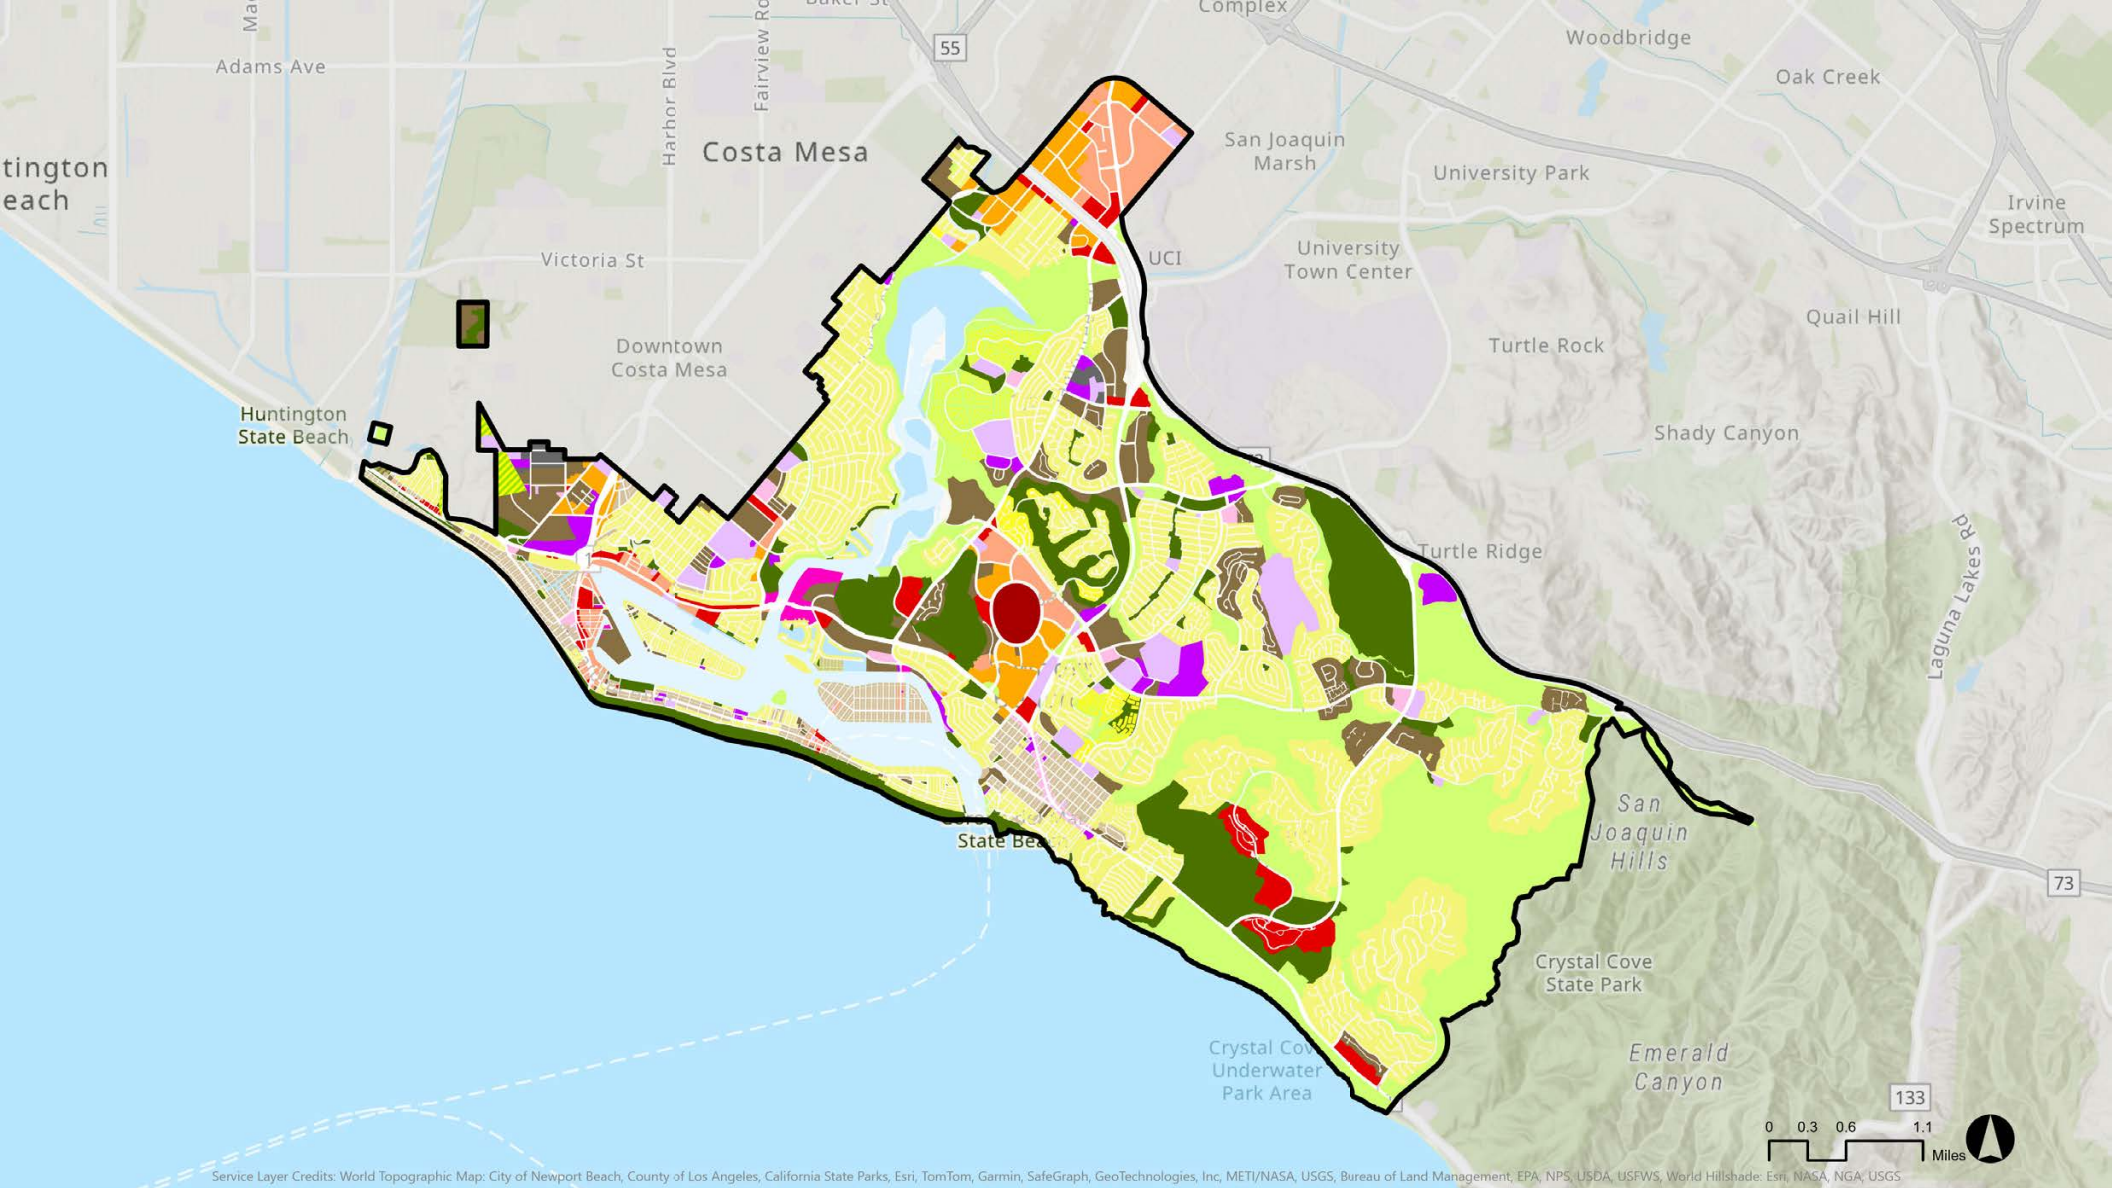 Complex
Baker St
Woodbridge
55
Adams Ave
Oak Creek
Harbor Blvd
Fairview Rd
Costa Mesa
San Joaquin
Marsh
tington
each
University Park
Irvine
Spectrum
Victoria St
UCI
University
Town Center
Quail Hill
Downtown
Costa Mesa
Turtle Rock
Huntington
State Beach
Shady Canyon
Turtle Ridge
1
Laguna Lakes Rd
State Bea
San
Joaquin
Hills
73
Crystal Cove
State Park
Crystal Cov
Underwater
Park Area
Emerald
Canyon
133
0 0.3 0.6 1.1
Miles
Service Layer Credits: World Topographic Map: City of Newport Beach, County of Los Angeles, California State Parks, Esri, TomTom, Garmin, SafeGraph, GeoTechnologies, Inc, METI/NASA, USGS, Bureau of Land Management, EPA, NPS, USDA, USFWS, World Hillshade: Esri, NASA, NGA, USGS